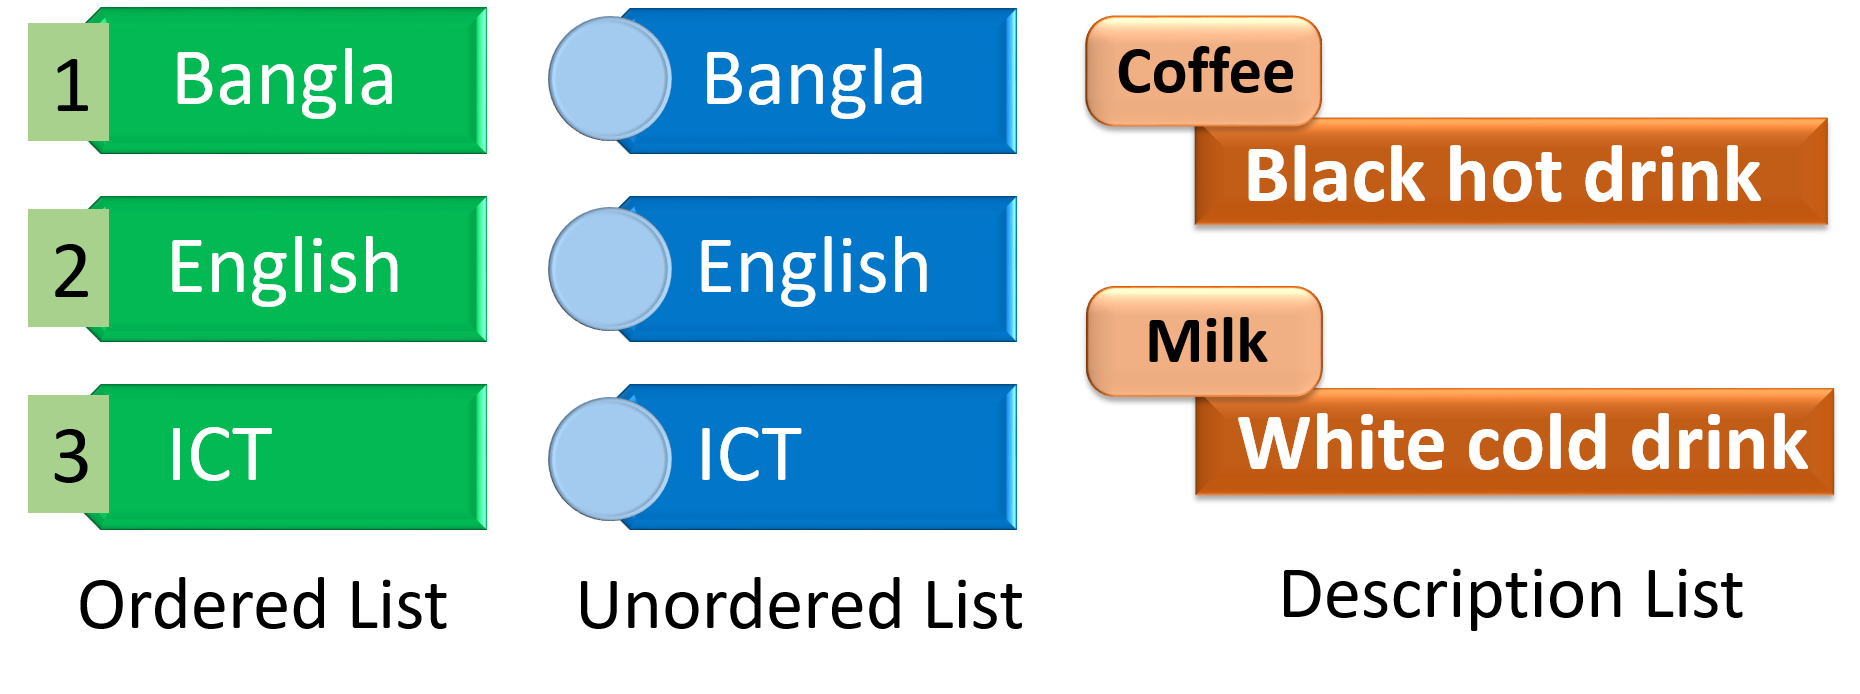 1 Bangla
2 English
3 ICT
Ordered List
Bangla
English
ICT
Unordered List
Coffee
Black hot drink
Milk
White cold drink
Description List